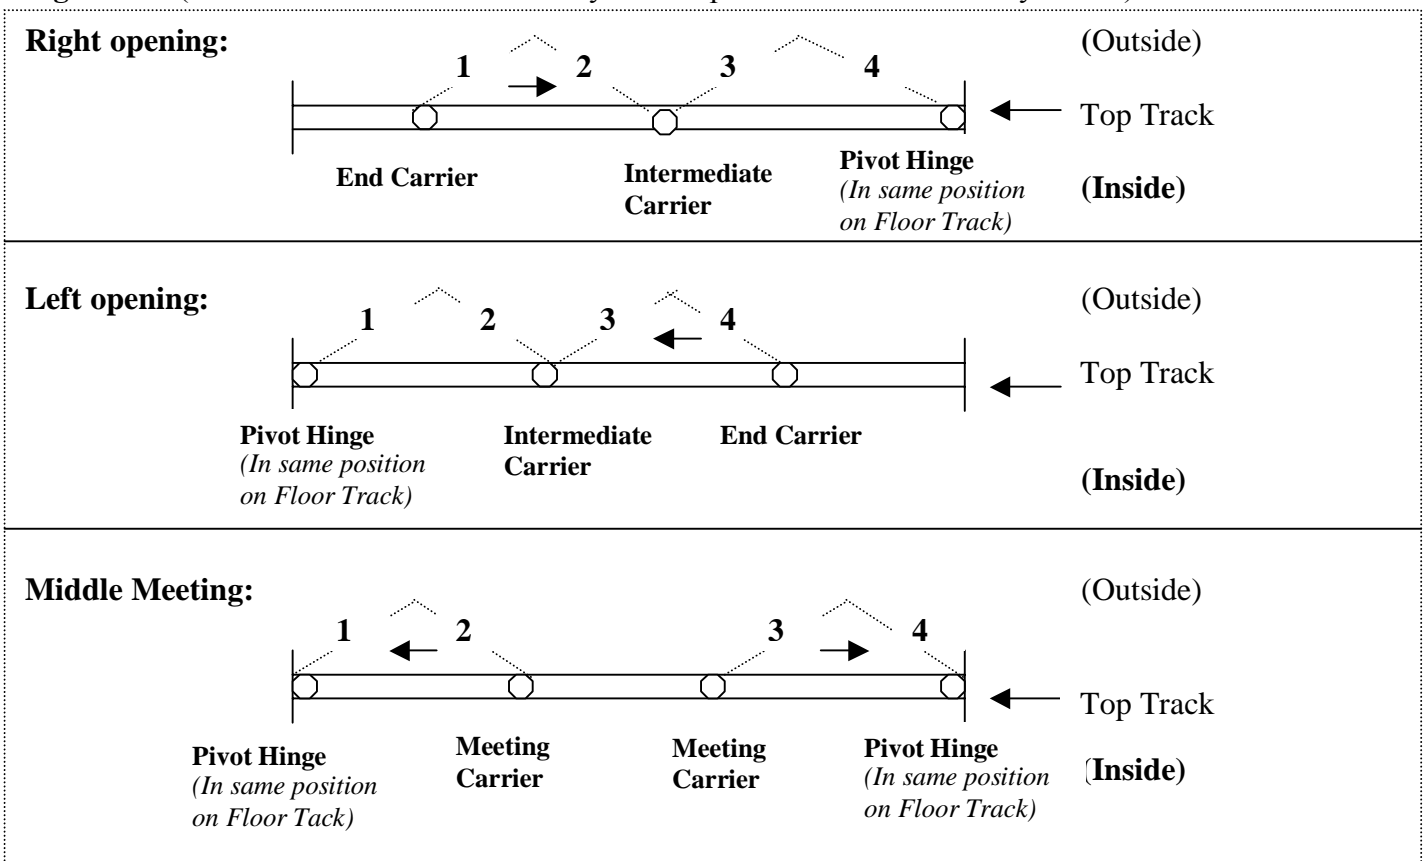 Right opening:
(Outside)
1 2 3 4
Top Track
End Carrier
Intermediate
Carrier
Pivot Hinge
(In same position
on Floor Track)
(Inside)
Left opening:
(Outside)
1 2 3 4
Top Track
Pivot Hinge
(In same position
on Floor Track)
Intermediate
Carrier
End Carrier
(Inside)
Middle Meeting:
(Outside)
1 2 3 4
Top Track
Pivot Hinge
(In same position
on Floor Tack)
Meeting
Carrier
Meeting
Carrier
Pivot Hinge
(In same position
on Floor Track)
(Inside)